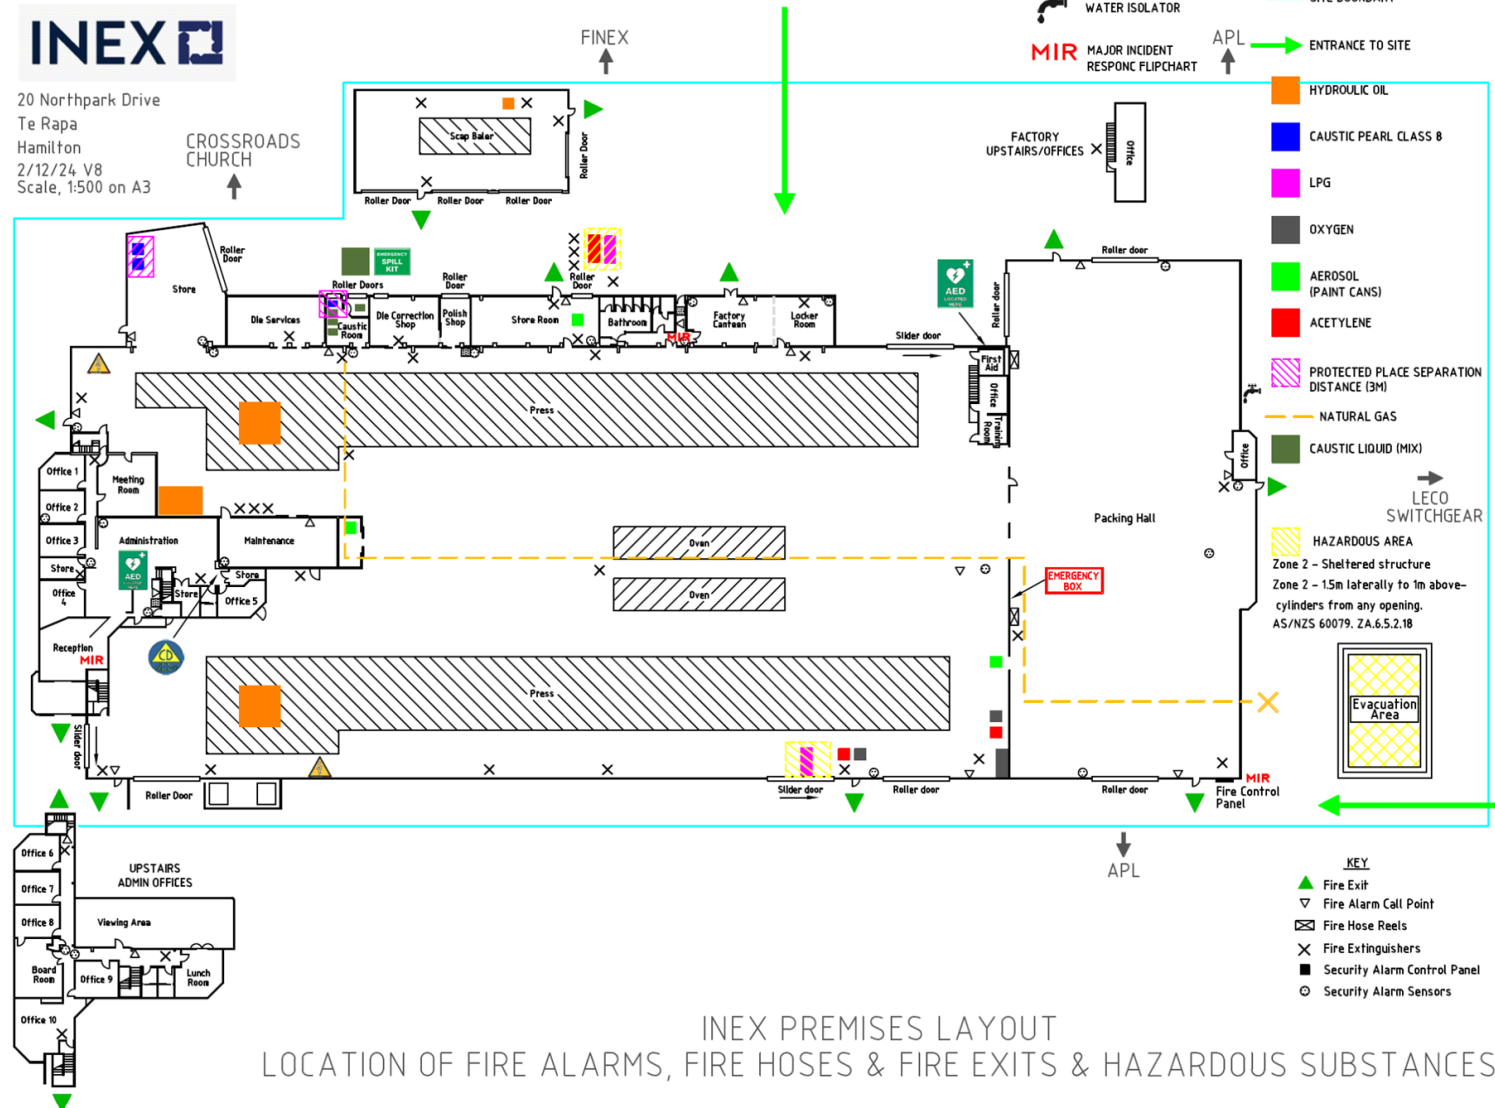 INEX
20 Northpark Drive
Te Rapa
Hamilton
2/12/24 V8
Scale, 1:500 on A3
CROSSROADS
CHURCH
FINEX
APL
WATER ISOLATOR
MIR MAJOR INCIDENT
RESPONC FLIPCHART
ENTRANCE TO SITE
HYDROULIC OIL
CAUSTIC PEARL CLASS 8
LPG
OXYGEN
AEROSOL
(PAINT CANS)
ACETYLENE
PROTECTED PLACE SEPARATION
DISTANCE (3M)
NATURAL GAS
CAUSTIC LIQUID (MIX)
LECO
SWITCHGEAR
HAZARDOUS AREA
Zone 2 - Sheltered structure
Zone 2 - 1.5m laterally to 1m above-
cylinders from any opening.
AS/NZS 60079. ZA.6.5.2.18
Evacuation
Area
Scap Baler
Roller Door
Roller Door
Roller Door
Roller Door
FACTORY
UPSTAIRS/OFFICES
Office
Roller
Door
Store
EMERGENCY
SPILL
KIT
Roller Doors
Roller
Door
Roller
Door
AED
Roller door
Roller door
Die Services
Caustic
Room
Die Correction
Shop
Polish
Shop
Store Room
Bathroom
MIR
Factory
Canteen
Locker
Room
Slider door
First
Aid
Office
Training
Room
Press
Office 1
Office 2
Office 3
Store
Office
4
Meeting
Room
Administration
AED
Maintenance
Store
Store
Office 5
Reception
MIR
CD
Oven
Oven
Packing Hall
Office
EMERGENCY
BOX
Press
Slider door
Roller Door
Slider door
Roller door
Roller door
MIR
Fire Control
Panel
APL
Office 6
Office 7
Office 8
Board
Room
Office 9
Office 10
UPSTAIRS
ADMIN OFFICES
Viewing Area
Lunch
Room
KEY
Fire Exit
Fire Alarm Call Point
Fire Hose Reels
Fire Extinguishers
Security Alarm Control Panel
Security Alarm Sensors
INEX PREMISES LAYOUT
LOCATION OF FIRE ALARMS, FIRE HOSES & FIRE EXITS & HAZARDOUS SUBSTANCES